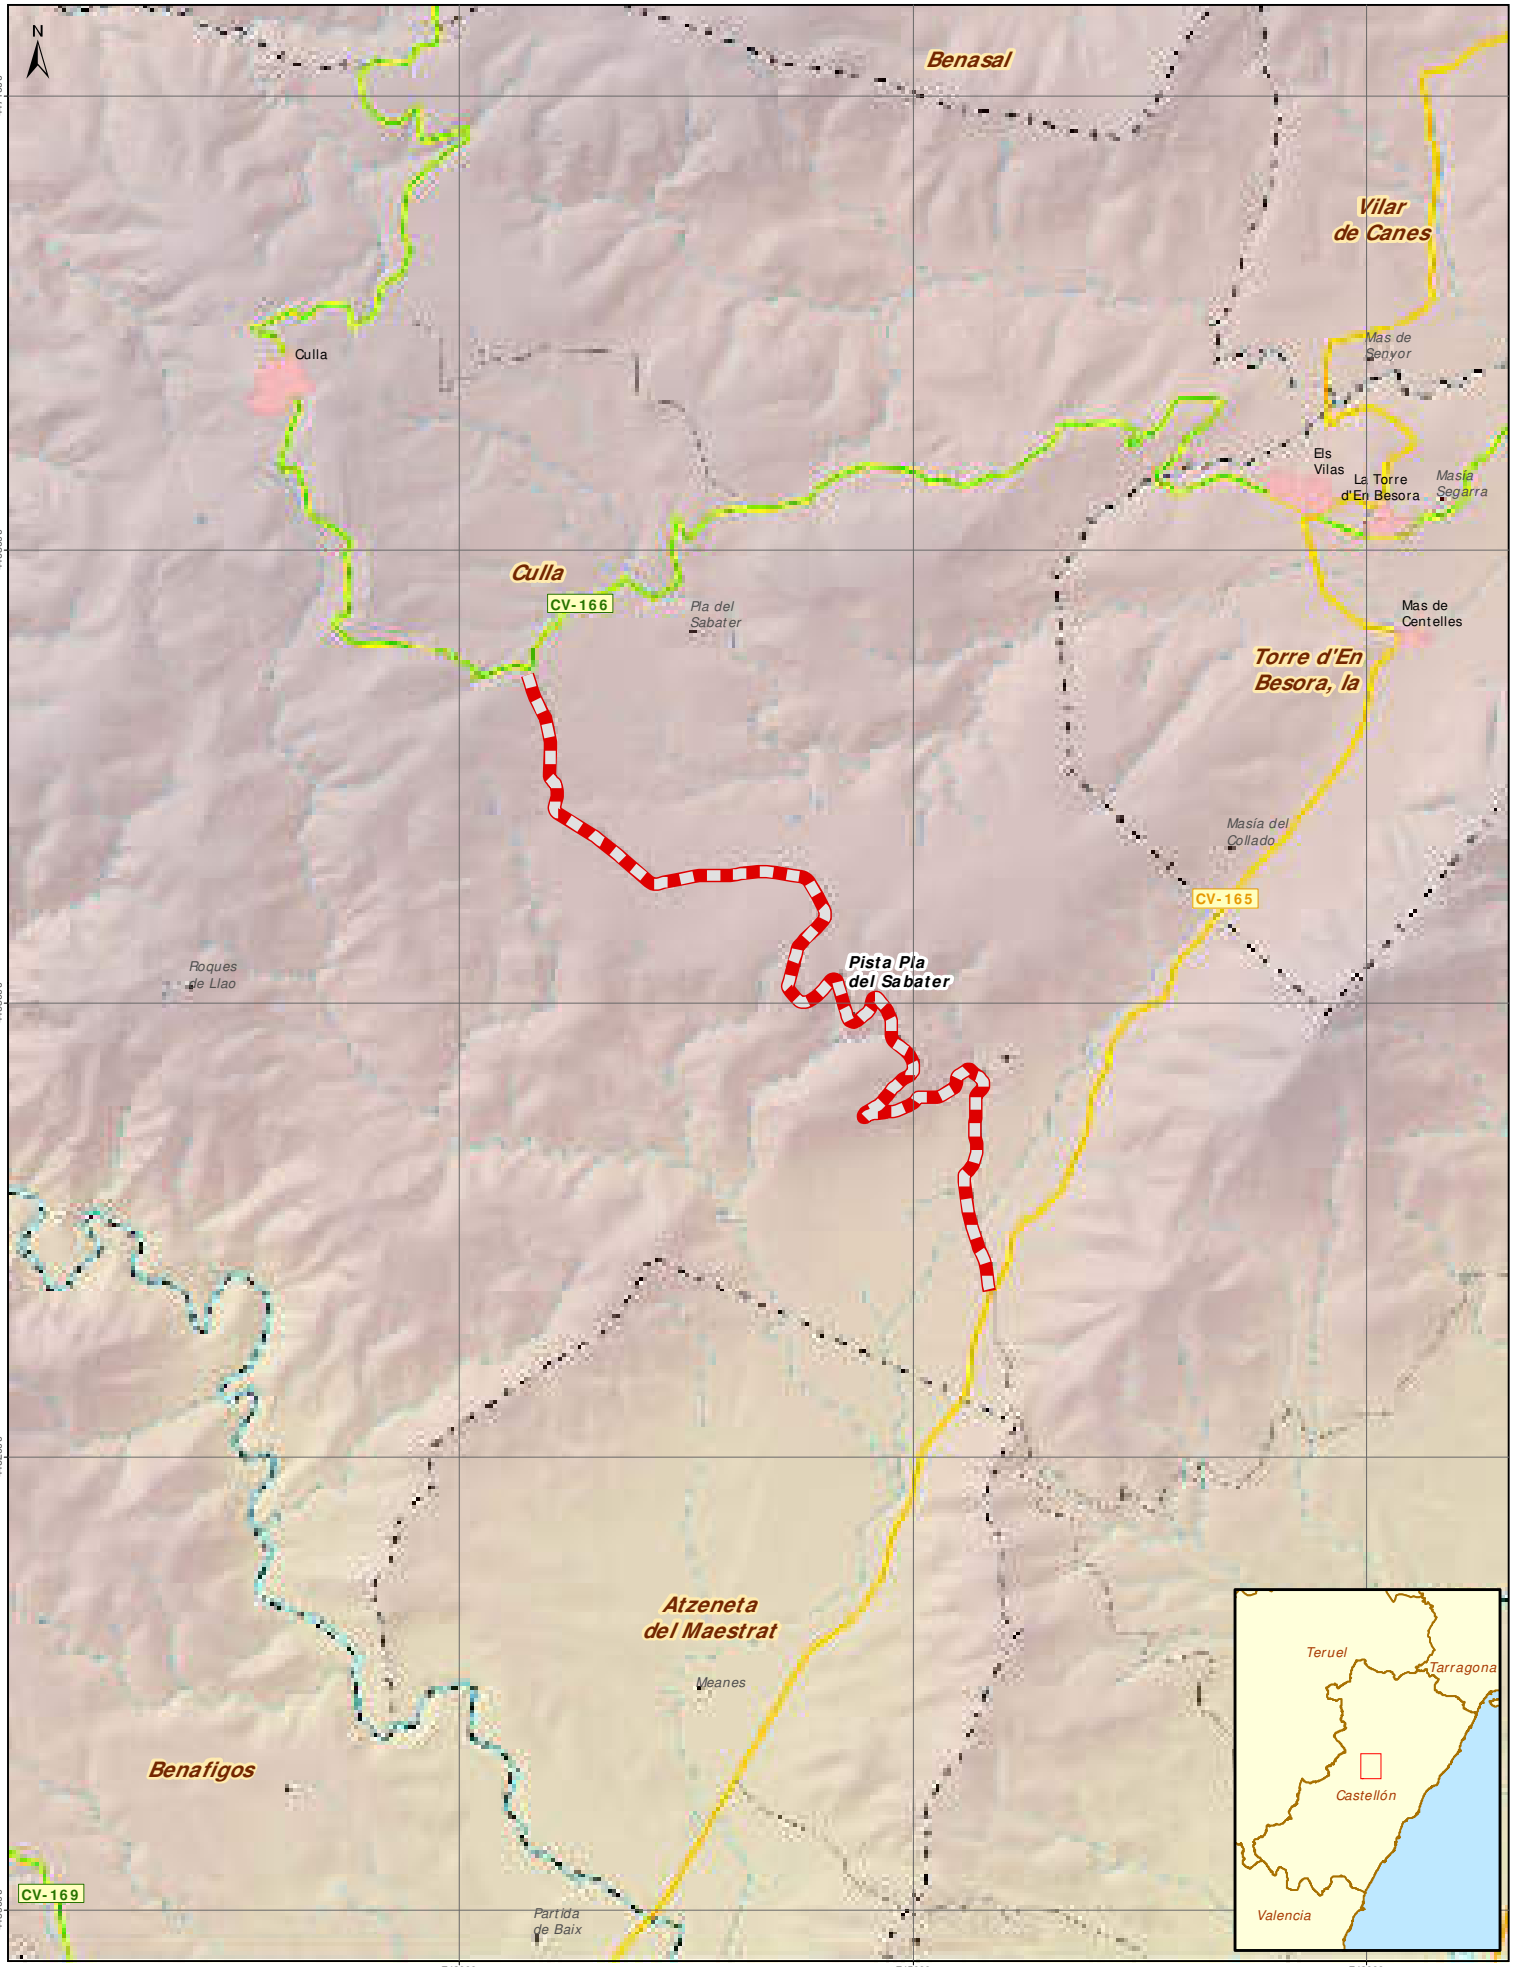 N
Benasal
Vilar
de Canes
Mas de
Senyor
Culla
Els
Vilas
La Torre
d'En Besora
Masía
Segarra
Culla
CV-166
Pla del
Sabater
Mas de
Centelles
Torre d'En
Besora, la
Masía del
Collado
CV-165
Roques
de Llao
Pista Pla
del Sabater
Atzeneta
del Maestrat
Meanes
Benafigos
CV-169
Partida
de Baix
Teruel
Tarragona
Castellón
Valencia